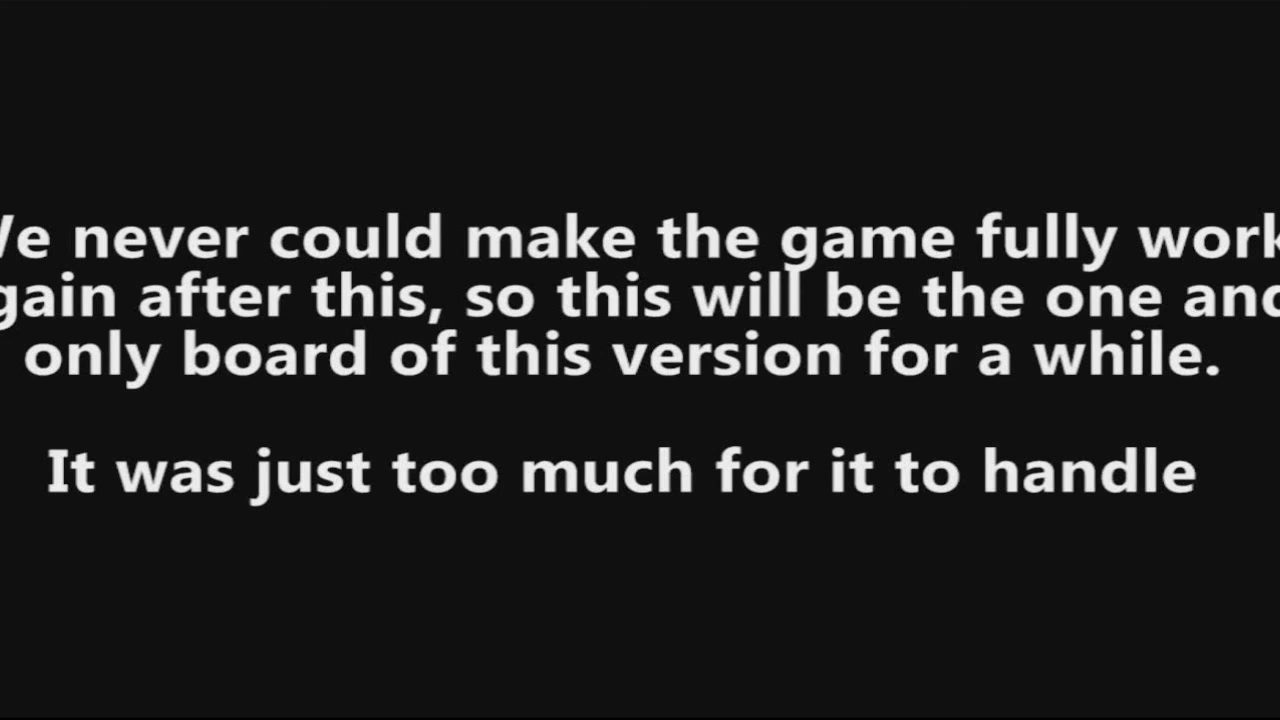 We never could make the game fully work
gain after this, so this will be the one and
only board of this version for a while.
It was just too much for it to handle